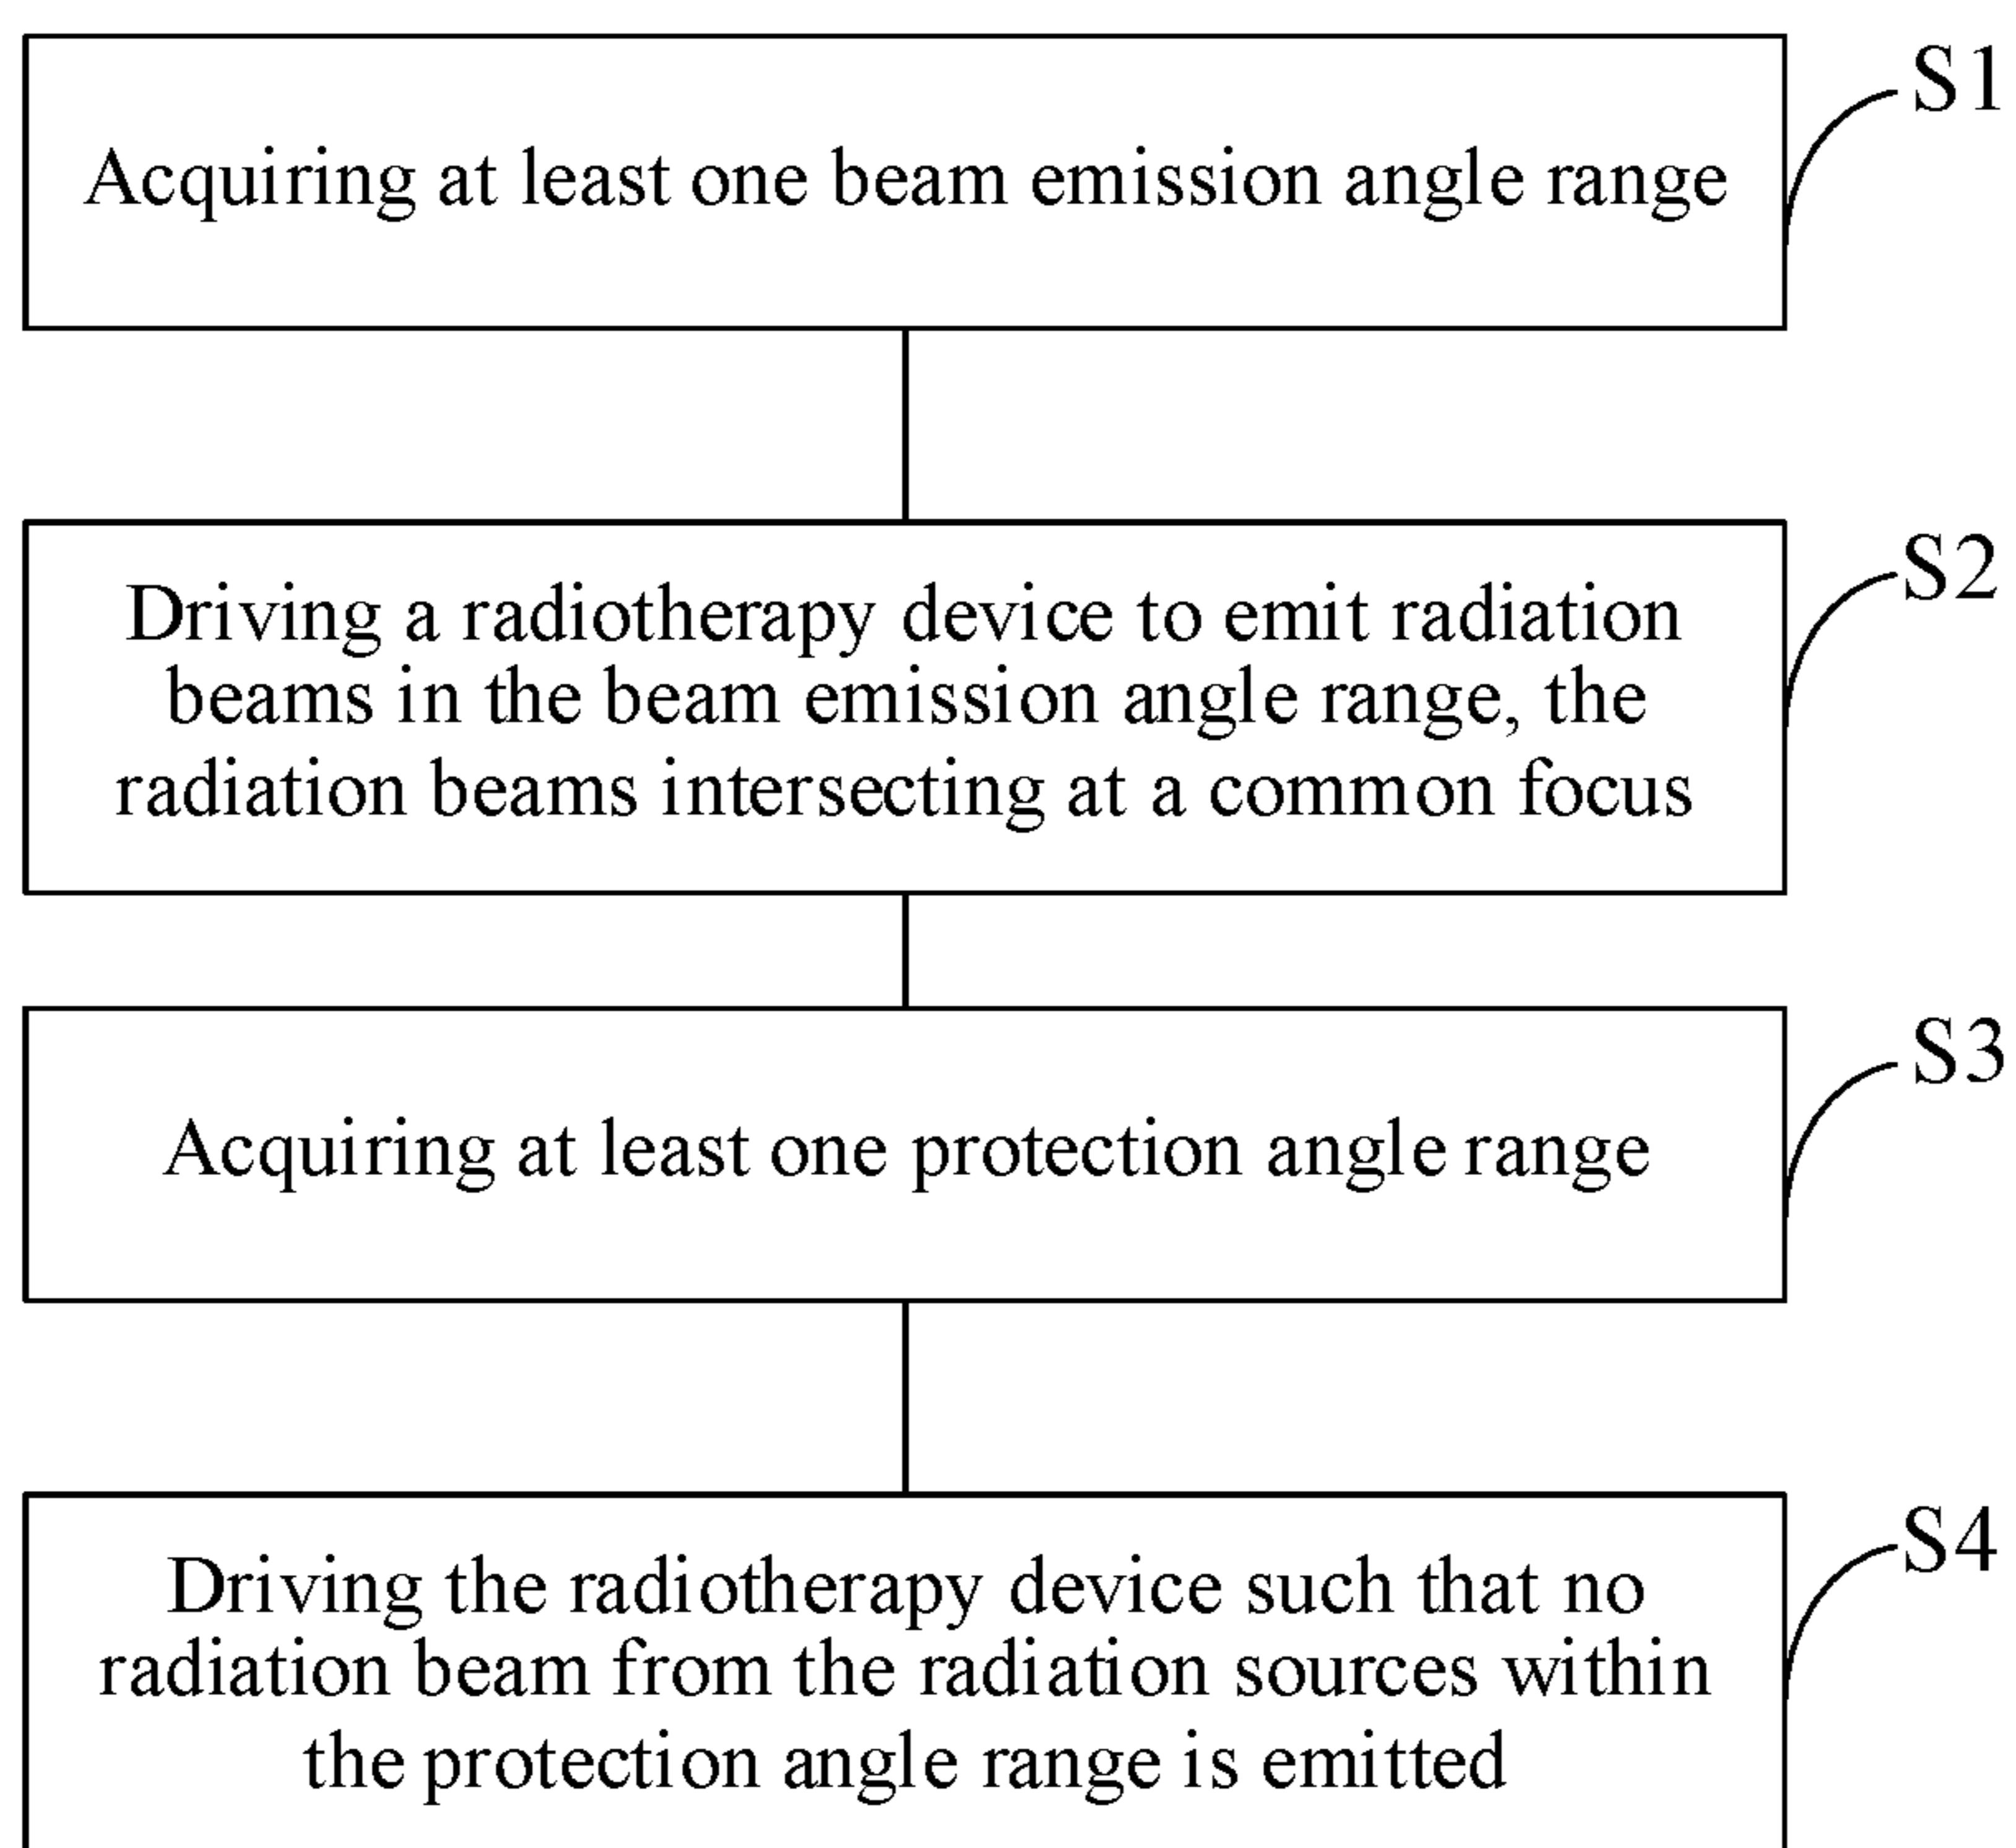 S1
Acquiring at least one beam emission angle range
S2
Driving a radiotherapy device to emit radiation
beams in the beam emission angle range, the
radiation beams intersecting at a common focus
S3
Acquiring at least one protection angle range
S4
Driving the radiotherapy device such that no
radiation beam from the radiation sources within
the protection angle range is emitted